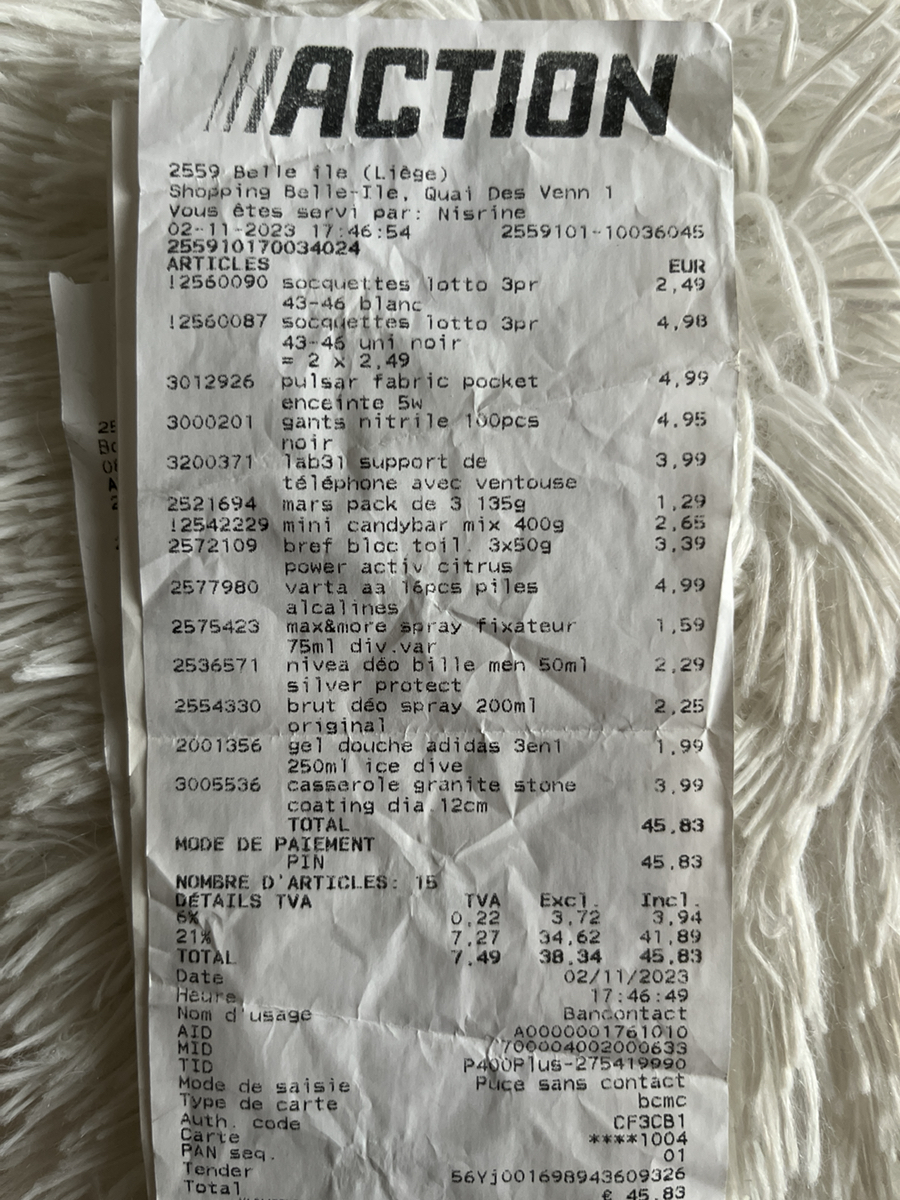 ACTION
2559 Belle île (Liège)
Shopping Belle-Ile, Quai Des Venn 1
Vous êtes servi par: Nisrine
02-11-2023 17:46:54 2559101-10036045
255910170034024
ARTICLES EUR
!2560090 socquettes lotto 3pr 2,49
43-46 blanc
!2560087 socquettes lotto 3pr 4,98
43-46 uni noir
= 2 x 2,49
3012926 pulsar fabric pocket 4,99
enceinte 5w
3000201 gants nitrile 100pcs 4,95
noir
3200371 lab31 support de 3,99
téléphone avec ventouse
2521694 mars pack de 3 135g 1,29
!2542229 mini candybar mix 400g 2,65
2572109 bref bloc toil. 3x50g 3,39
power activ citrus
2577980 varta aa 16pcs piles 4,99
alcalines
2575423 max&more spray fixateur 1,59
75ml div.var
2536571 nivea déo bille men 50ml 2,29
silver protect
2554330 brut déo spray 200ml 2,25
original
2001356 gel douche adidas 3en1 1,99
250ml ice dive
3005536 casserole granite stone 3,99
coating dia 12cm
TOTAL 45,83
MODE DE PAIEMENT
PIN 45,83
NOMBRE D'ARTICLES: 15
DÉTAILS TVA TVA Excl. Incl.
6% 0,22 3,72 3,94
21% 7,27 34,62 41,89
TOTAL 7,49 38,34 45,83
Date 02/11/2023
Heure 17:46:49
Nom d'usage Bancontact
AID A0000001761010
MID 700004002000633
TID P400Plus-275419990
Mode de saisie Puce sans contact
Type de carte bcmc
Auth. code CF3CB1
Carte ****1004
PAN seq. 01
Tender 56Yj001698943609326
Total € 45,83